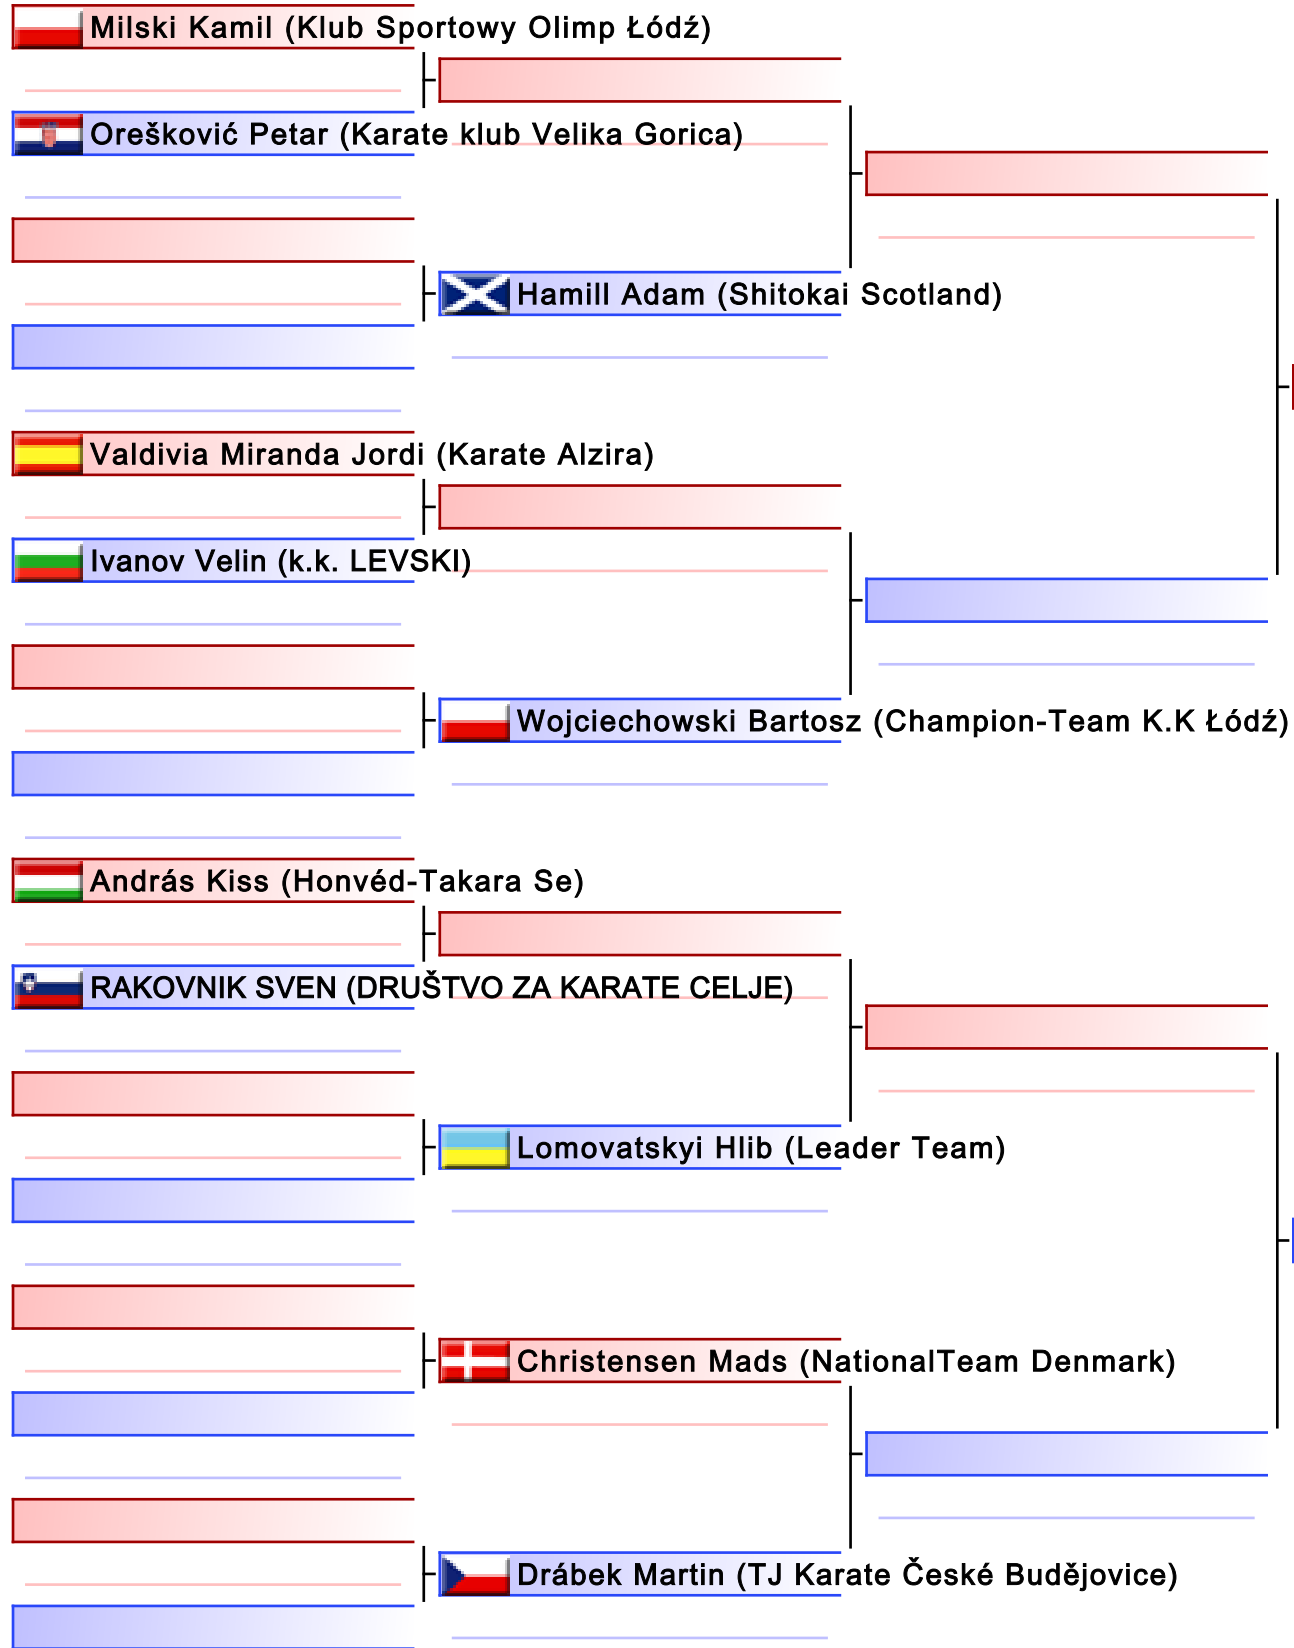 Milski Kamil (Klub Sportowy Olimp Łódź)
Orešković Petar (Karate klub Velika Gorica)
Hamill Adam (Shitokai Scotland)
Valdivia Miranda Jordi (Karate Alzira)
Ivanov Velin (k.k. LEVSKI)
Wojciechowski Bartosz (Champion-Team K.K Łódź)
András Kiss (Honvéd-Takara Se)
RAKOVNIK SVEN (DRUŠTVO ZA KARATE CELJE)
Lomovatskyi Hlib (Leader Team)
Christensen Mads (NationalTeam Denmark)
Drábek Martin (TJ Karate České Budějovice)